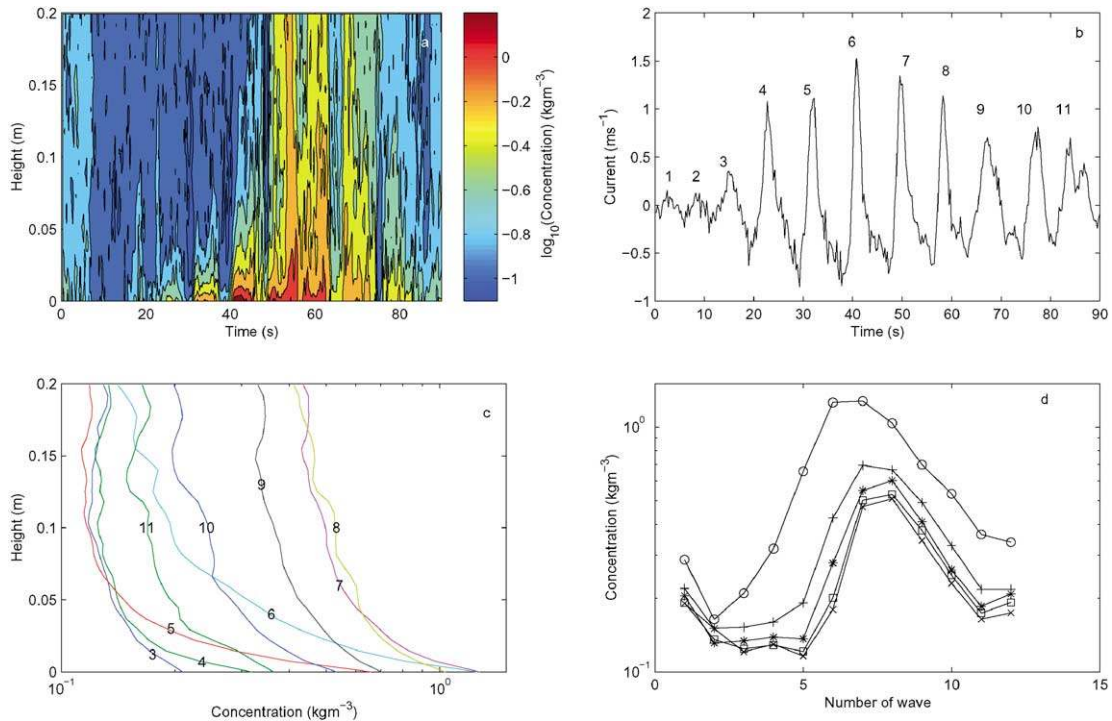 0.2
0.15
0.1
0.05
0
Height (m)
0 20 40 60 80
Time (s)
a
0
−0.2
−0.4
−0.6
−0.8
−1
log10(Concentration) (kgm−3)
2
1.5
1
0.5
0
−0.5
−1
Current (ms−1)
0 10 20 30 40 50 60 70 80 90
Time (s)
b
1 2 3 4 5 6 7 8 9 10 11
0.2
0.15
0.1
0.05
0
Height (m)
10−1 100
Concentration (kgm−3)
c
9
11 10 8
7
6
5
3 4
100
10−1
Concentration (kgm−3)
0 5 10 15
Number of wave
d